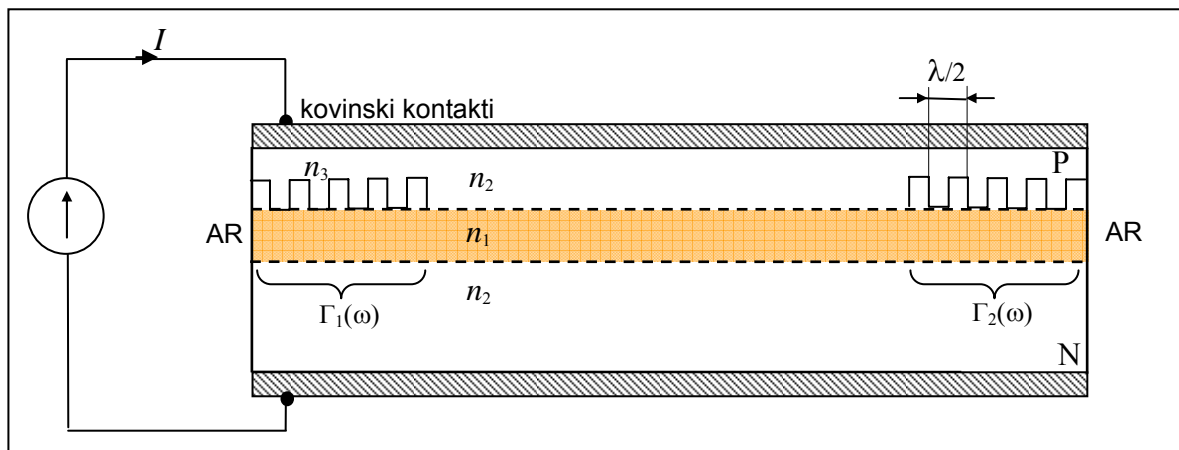 I
λ/2
kovinski kontakti
P
n₃
n₂
AR
n₁
AR
n₂
Γ₁(ω)
Γ₂(ω)
N